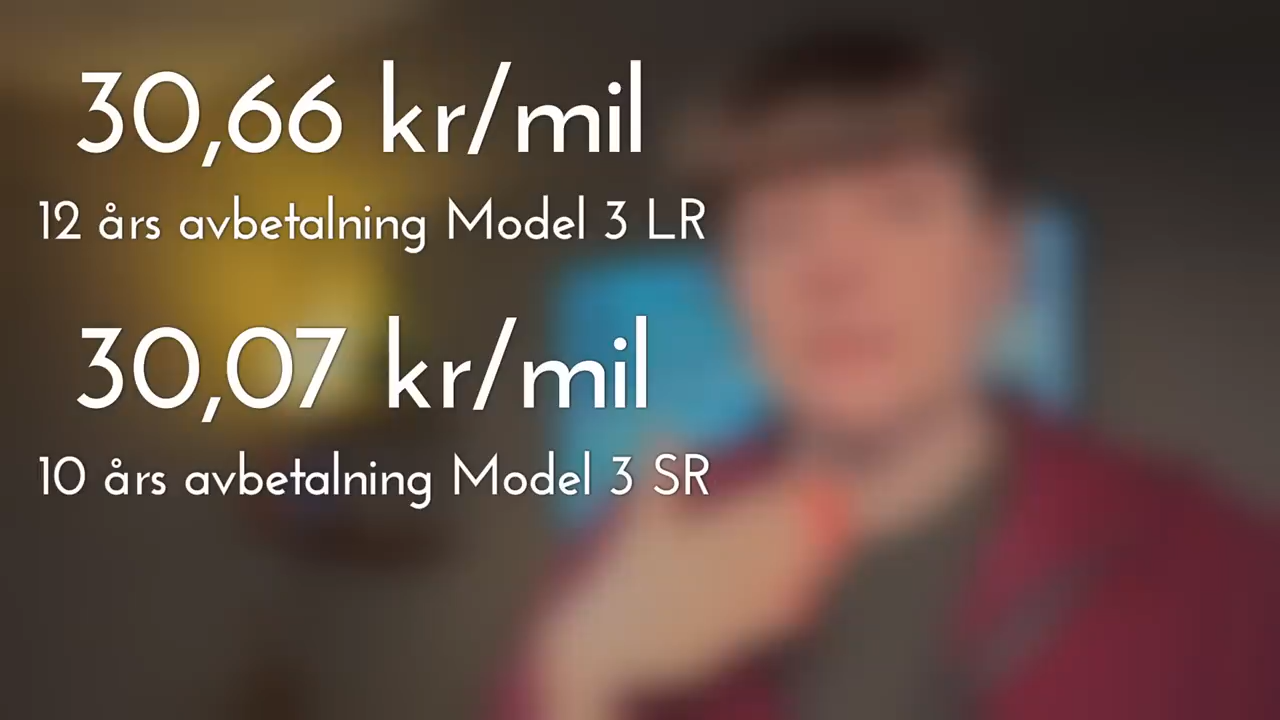 30,66 kr/mil
12 års avbetalning Model 3 LR
30,07 kr/mil
10 års avbetalning Model 3 SR